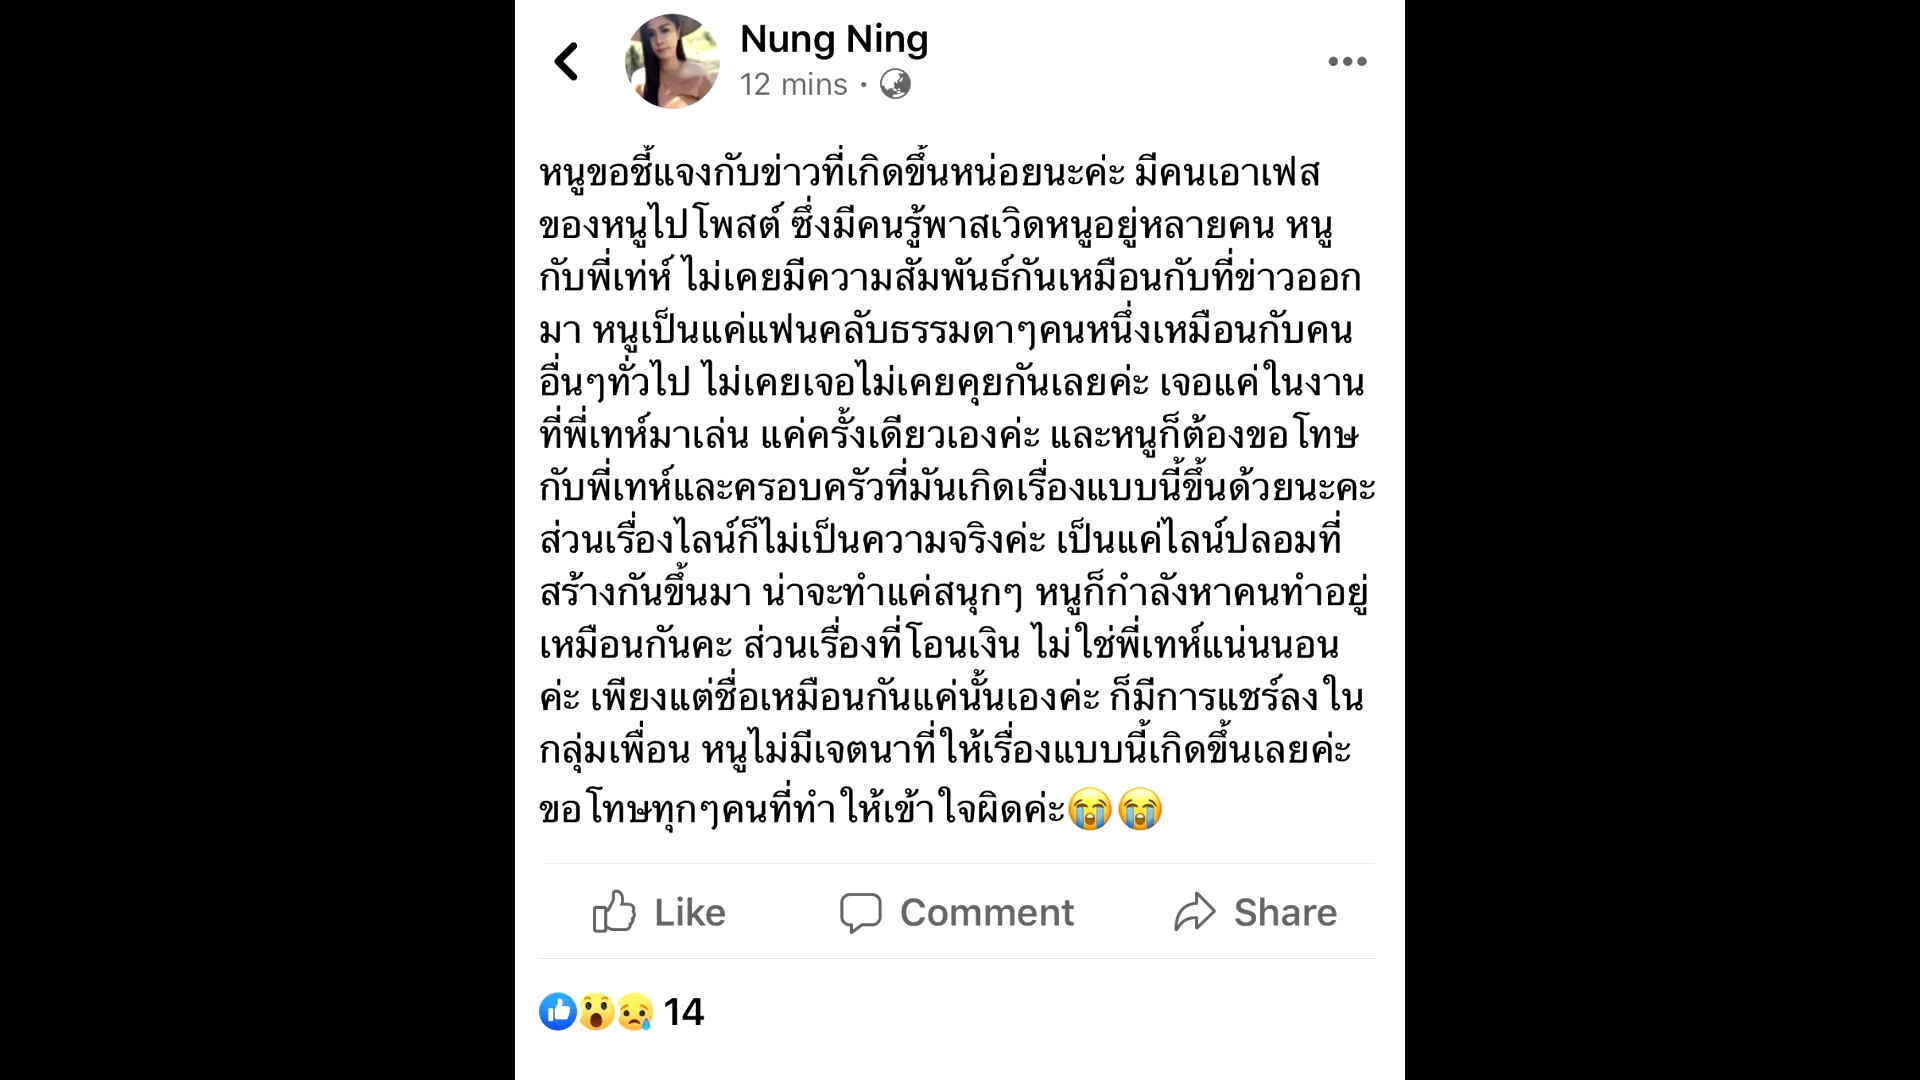 Nung Ning
12 mins ·
หนูขอชี้แจงกับข่าวที่เกิดขึ้นหน่อยนะค่ะ มีคนเอาเฟส
ของหนูไปโพสต์ ซึ่งมีคนรู้พาสเวิดหนูอยู่หลายคน หนู
กับพี่เท่ห์ ไม่เคยมีความสัมพันธ์กันเหมือนกับที่ข่าวออก
มา หนูเป็นแค่แฟนคลับธรรมดาๆคนหนึ่งเหมือนกับคน
อื่นๆทั่วไป ไม่เคยเจอไม่เคยคุยกันเลยค่ะ เจอแค่ในงาน
ที่พี่เทห์มาเล่น แค่ครั้งเดียวเองค่ะ และหนูก็ต้องขอโทษ
กับพี่เทห์และครอบครัวที่มันเกิดเรื่องแบบนี้ขึ้นด้วยนะคะ
ส่วนเรื่องไลน์ก็ไม่เป็นความจริงค่ะ เป็นแค่ไลน์ปลอมที่
สร้างกันขึ้นมา น่าจะทำแค่สนุกๆ หนูก็กำลังหาคนทำอยู่
เหมือนกันคะ ส่วนเรื่องที่โอนเงิน ไม่ใช่พี่เทห์แน่นนอน
ค่ะ เพียงแต่ชื่อเหมือนกันแค่นั้นเองค่ะ ก็มีการแชร์ลงใน
กลุ่มเพื่อน หนูไม่มีเจตนาที่ให้เรื่องแบบนี้เกิดขึ้นเลยค่ะ
ขอโทษทุกๆคนที่ทำให้เข้าใจผิดค่ะ😭😭
Like Comment Share
14